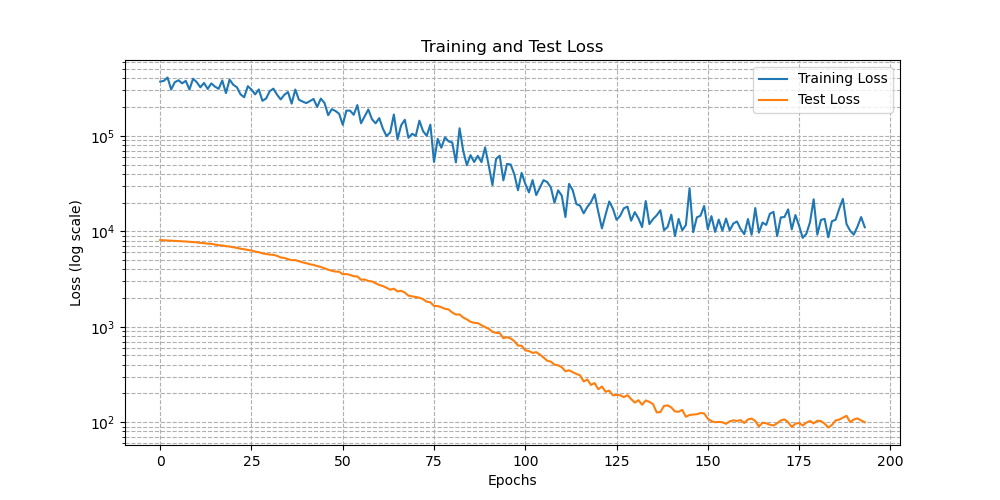 Training and Test Loss
Training Loss
Test Loss
Loss (log scale)
10^5
10^4
10^3
10^2
0 25 50 75 100 125 150 175 200
Epochs